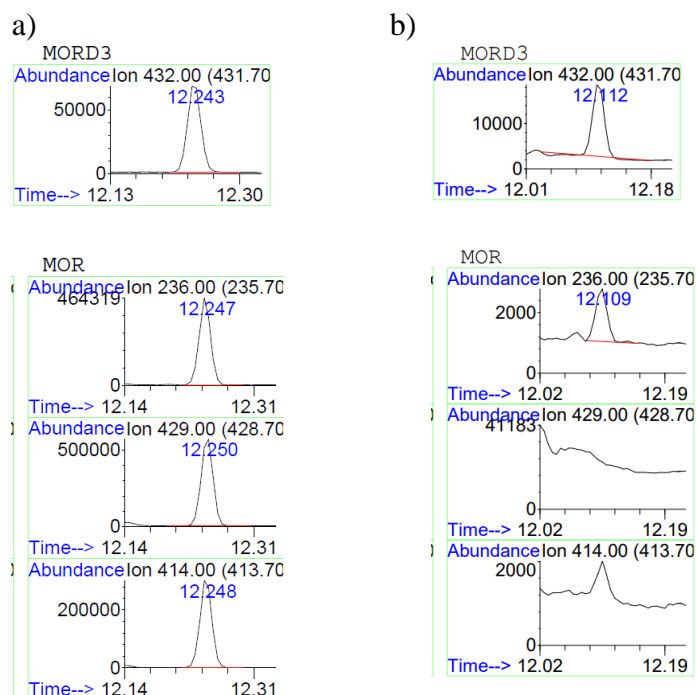 a)
MORD3
Abundance Ion 432.00 (431.70
12.243
50000
0
Time--> 12.13 12.30
MOR
Abundance Ion 236.00 (235.70
464319
12.247
0
Time--> 12.14 12.31
Abundance Ion 429.00 (428.70
500000
12.250
0
Time--> 12.14 12.31
Abundance Ion 414.00 (413.70
12.248
200000
0
Time--> 12.14 12.31
b)
MORD3
Abundance Ion 432.00 (431.70
12.112
10000
0
Time--> 12.01 12.18
MOR
Abundance Ion 236.00 (235.70
12.109
2000
0
Time--> 12.02 12.19
Abundance Ion 429.00 (428.70
41183
0
Time--> 12.02 12.19
Abundance Ion 414.00 (413.70
2000
0
Time--> 12.02 12.19